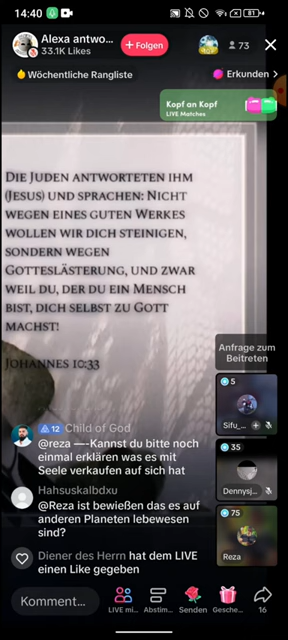 14:40
81
Alexa antwo...
33.1K Likes
+ Folgen
73
Wöchentliche Rangliste
Erkunden >
Kopf an Kopf
LIVE Matches
DIE JUDEN ANTWORTETEN IHM
(JESUS) UND SPRACHEN: NICHT
WEGEN EINES GUTEN WERKES
WOLLEN WIR DICH STEINIGEN,
SONDERN WEGEN
GOTTESLÄSTERUNG, UND ZWAR
WEIL DU, DER DU EIN MENSCH
BIST, DICH SELBST ZU GOTT
MACHST!
JOHANNES 10:33
Anfrage zum
Beitreten
5
Sifu_...
35
Dennysj...
75
Reza
12 Child of God
@reza —-Kannst du bitte noch
einmal erklären was es mit
Seele verkaufen auf sich hat
Hahsuskalbdxu
@Reza ist bewießen das es auf
anderen Planeten lebewesen
sind?
Diener des Herrn hat dem LIVE
einen Like gegeben
Komment...
LIVE mi...
Abstim...
Senden
Gesche...
16